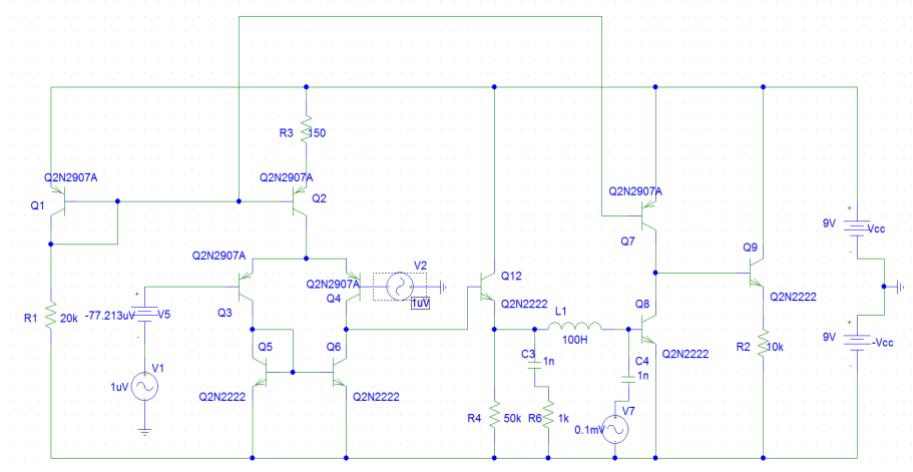 R3 150
Q2N2907A
Q1
Q2N2907A
Q2
Q2N2907A
Q7
9V Vcc
Q2N2907A
Q3
Q2N2907A
Q4
V2
1uV
Q12
Q2N2222
Q9
Q2N2222
R1 20k
-77.213uV V5
L1
100H
Q8
Q2N2222
9V -Vcc
Q5
Q2N2222
Q6
Q2N2222
C3
1n
C4
1n
R2 10k
V1
1uV
R4 50k
R6 1k
V7
0.1mV